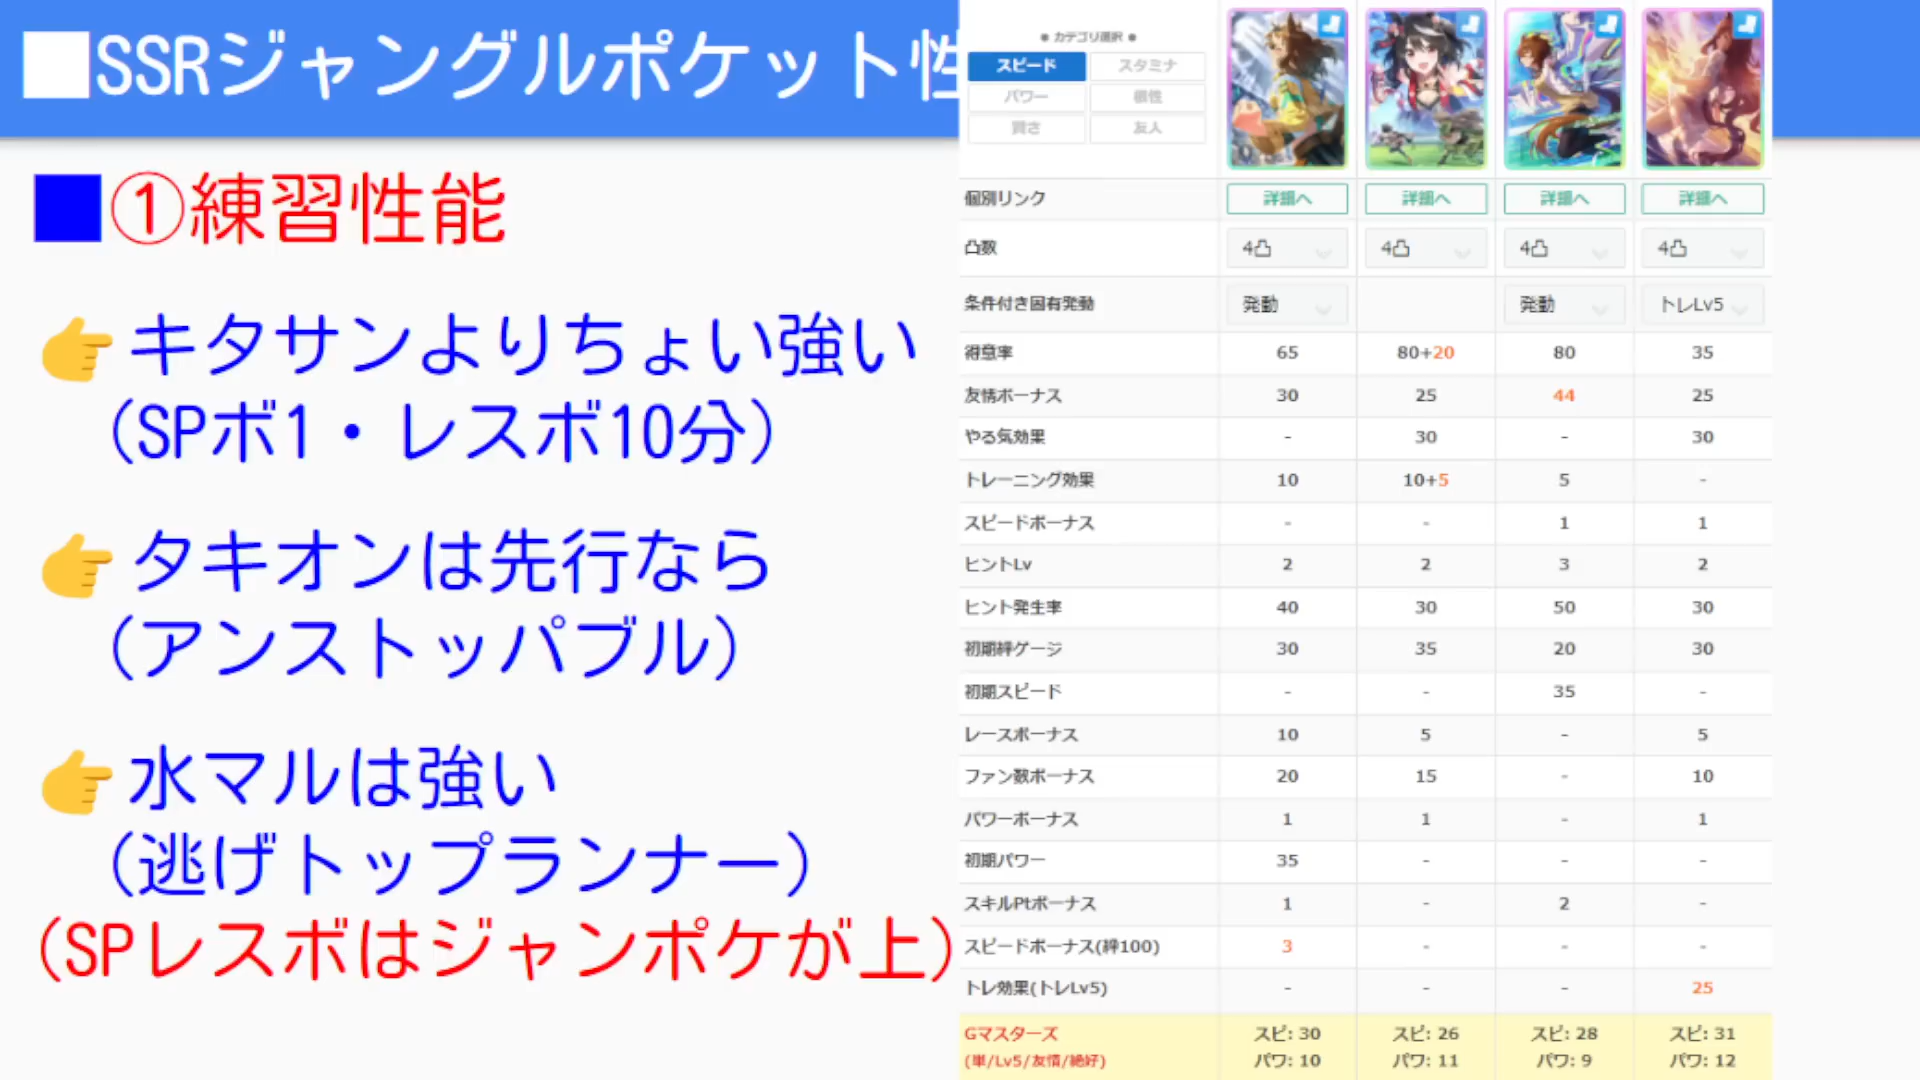 ■SSRジャングルポケット性
■①練習性能
👉キタサンよりちょい強い
（SPボ1・レスボ10分）
👉タキオンは先行なら
（アンストッパブル）
👉水マルは強い
（逃げトップランナー）
（SPレスボはジャンポケが上）
● カテゴリ選択 ●
スピード スタミナ
パワー 根性
賢さ 友人
個別リンク 詳細へ 詳細へ 詳細へ 詳細へ
凸数 4凸 4凸 4凸 4凸
条件付き固有発動 発動 発動 トレLv5
得意率 65 80+20 80 35
友情ボーナス 30 25 44 25
やる気効果 - 30 - 30
トレーニング効果 10 10+5 5 -
スピードボーナス - - 1 1
ヒントLv 2 2 3 2
ヒント発生率 40 30 50 30
初期絆ゲージ 30 35 20 30
初期スピード - - 35 -
レースボーナス 10 5 - 5
ファン数ボーナス 20 15 - 10
パワーボーナス 1 1 - 1
初期パワー 35 - - -
スキルPtボーナス 1 - 2 -
スピードボーナス(絆100) 3 - - -
トレ効果(トレLv5) - - - 25
Gマスターズ スピ: 30 スピ: 26 スピ: 28 スピ: 31
(単/Lv5/友情/絶好) パワ: 10 パワ: 11 パワ: 9 パワ: 12